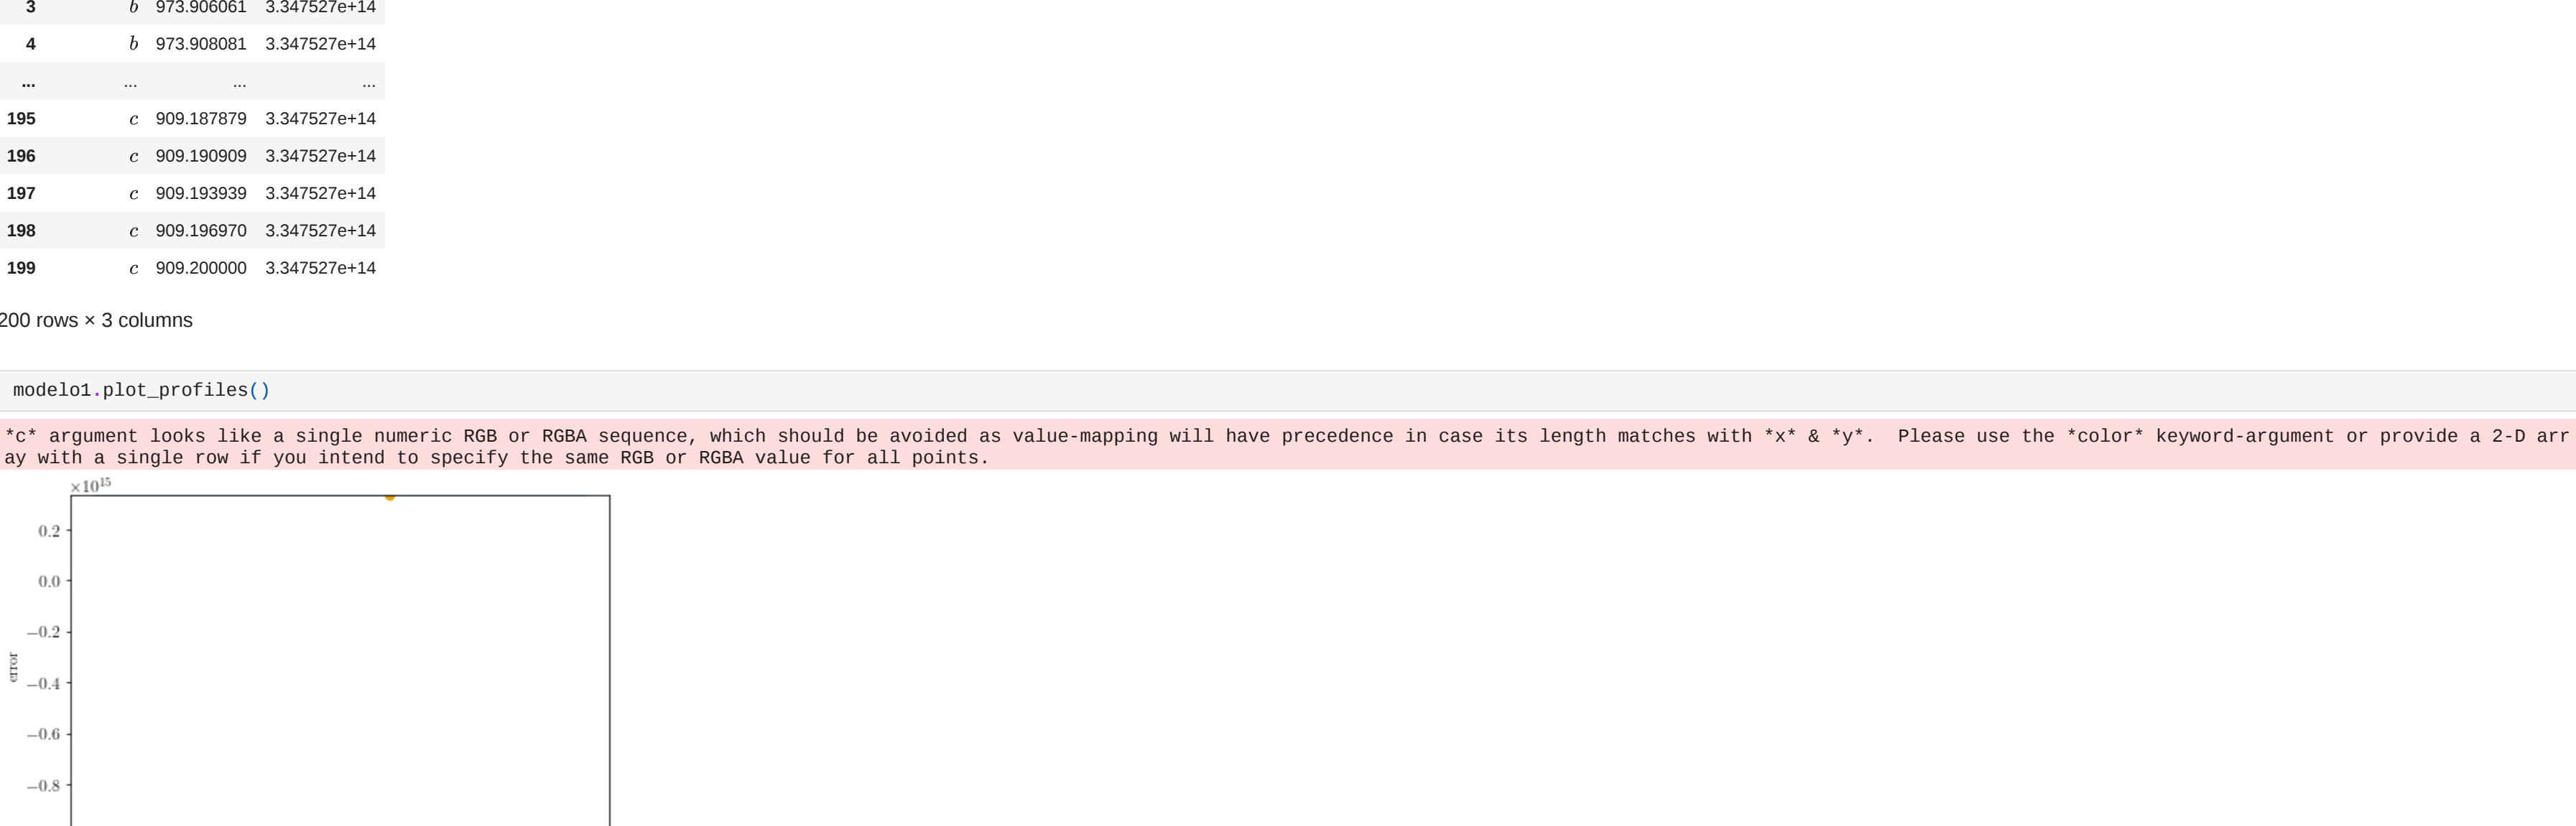 3 b 973.906061 3.347527e+14
4 b 973.908081 3.347527e+14
... ... ... ...
195 c 909.187879 3.347527e+14
196 c 909.190909 3.347527e+14
197 c 909.193939 3.347527e+14
198 c 909.196970 3.347527e+14
199 c 909.200000 3.347527e+14
200 rows × 3 columns
modelo1.plot_profiles()
*c* argument looks like a single numeric RGB or RGBA sequence, which should be avoided as value-mapping will have precedence in case its length matches with *x* & *y*.  Please use the *color* keyword-argument or provide a 2-D arr
ay with a single row if you intend to specify the same RGB or RGBA value for all points.
×10¹⁵
0.2
0.0
−0.2
error
−0.4
−0.6
−0.8